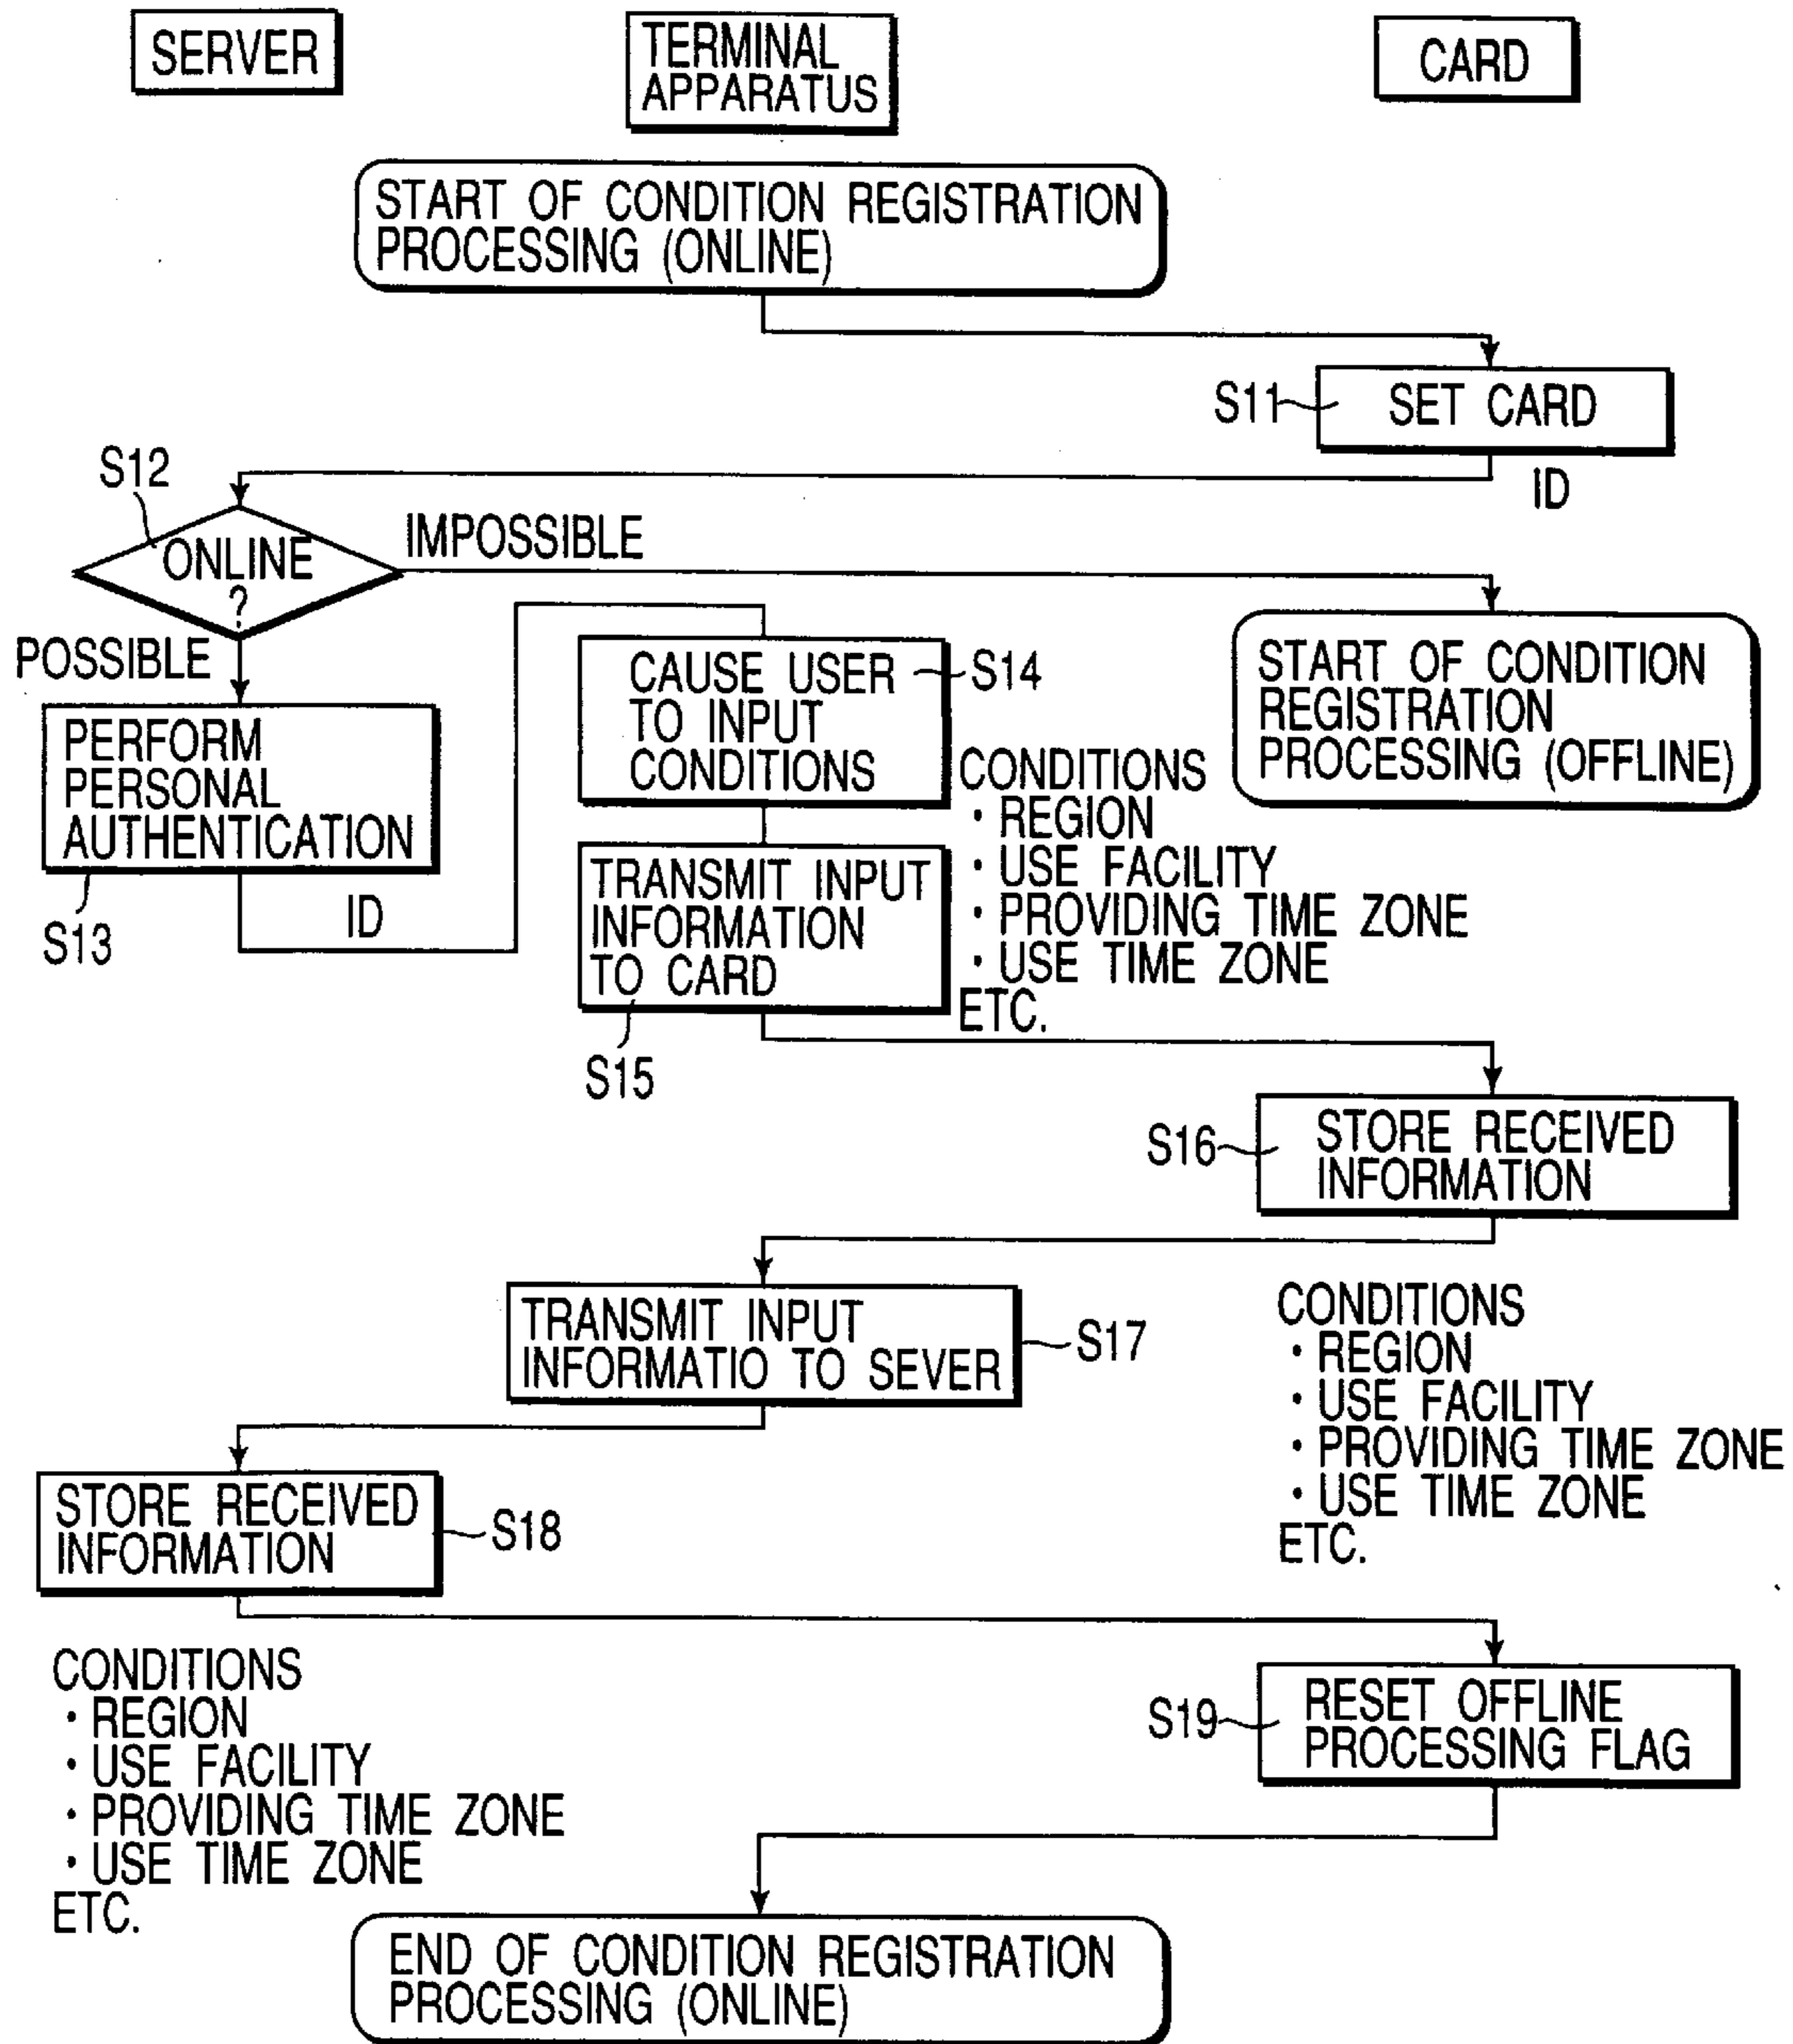 SERVER
TERMINAL
APPARATUS
CARD
START OF CONDITION REGISTRATION
PROCESSING (ONLINE)
S11
SET CARD
ID
S12
ONLINE
?
IMPOSSIBLE
POSSIBLE
PERFORM
PERSONAL
AUTHENTICATION
S13
ID
CAUSE USER
TO INPUT
CONDITIONS
S14
START OF CONDITION
REGISTRATION
PROCESSING (OFFLINE)
CONDITIONS
· REGION
· USE FACILITY
· PROVIDING TIME ZONE
· USE TIME ZONE
ETC.
TRANSMIT INPUT
INFORMATION
TO CARD
S15
S16
STORE RECEIVED
INFORMATION
TRANSMIT INPUT
INFORMATIO TO SEVER
S17
CONDITIONS
· REGION
· USE FACILITY
· PROVIDING TIME ZONE
· USE TIME ZONE
ETC.
STORE RECEIVED
INFORMATION
S18
CONDITIONS
· REGION
· USE FACILITY
· PROVIDING TIME ZONE
· USE TIME ZONE
ETC.
S19
RESET OFFLINE
PROCESSING FLAG
END OF CONDITION REGISTRATION
PROCESSING (ONLINE)